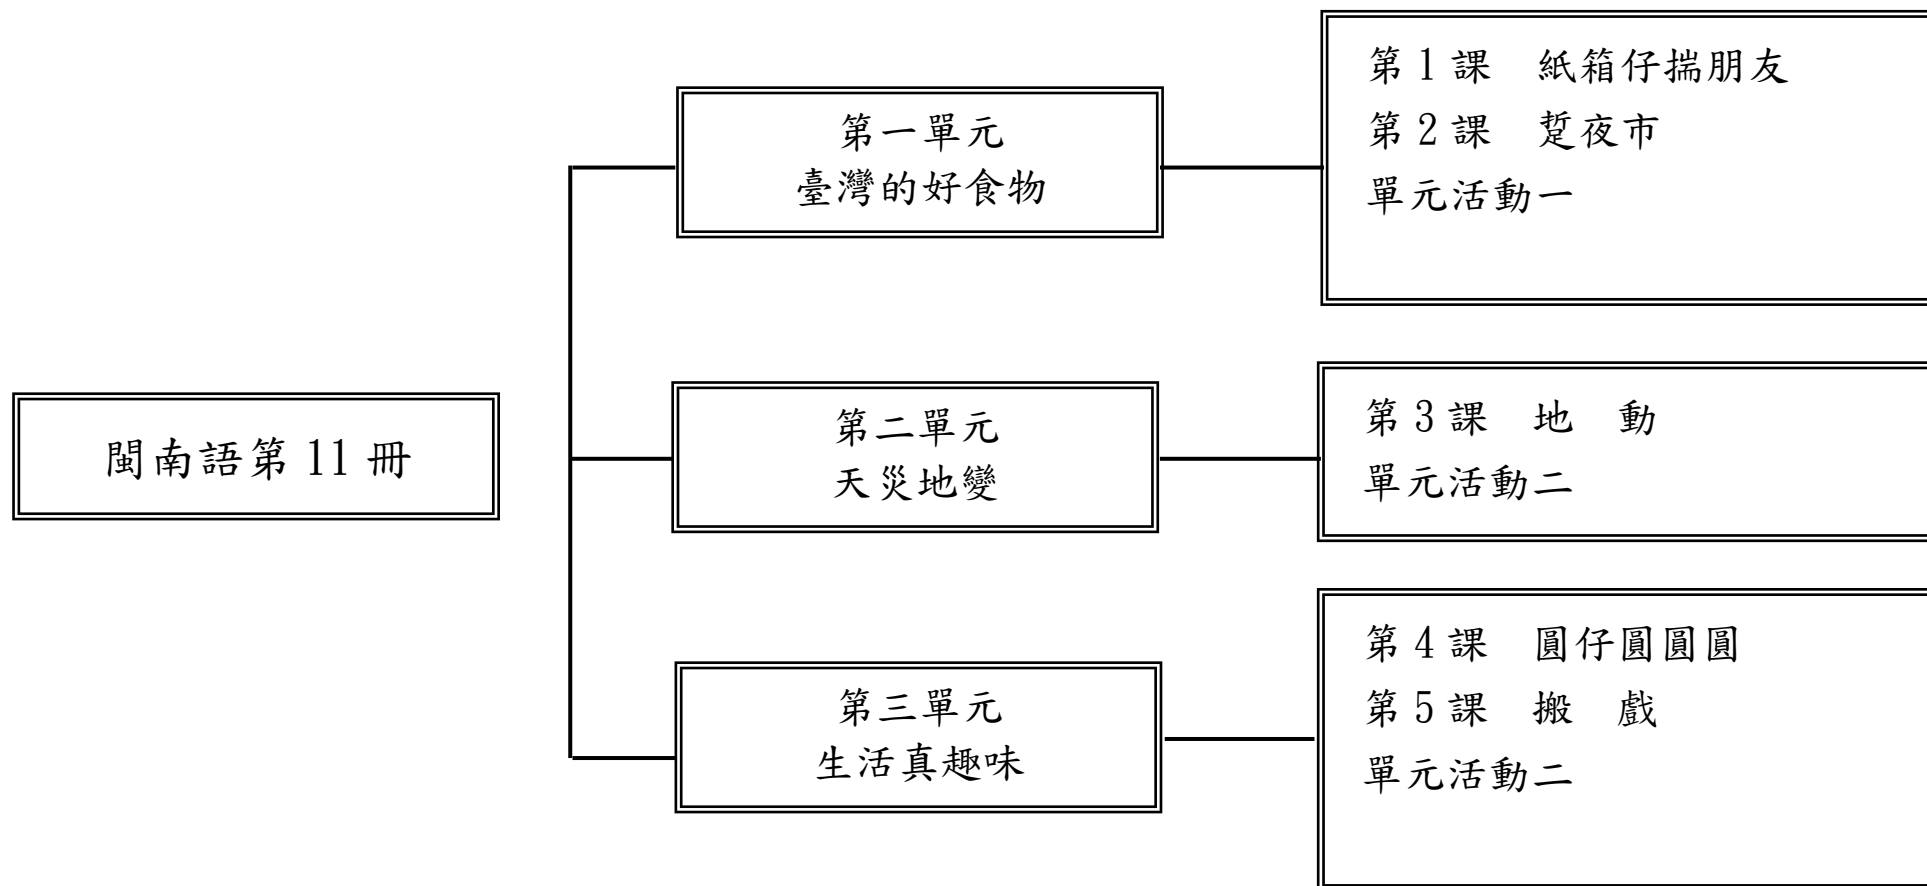 閩南語第 11 冊
第一單元
臺灣的好食物
第 1 課　紙箱仔揣朋友
第 2 課　踅夜市
單元活動一
第二單元
天災地變
第 3 課　地　動
單元活動二
第三單元
生活真趣味
第 4 課　圓仔圓圓圓
第 5 課　搬　戲
單元活動二